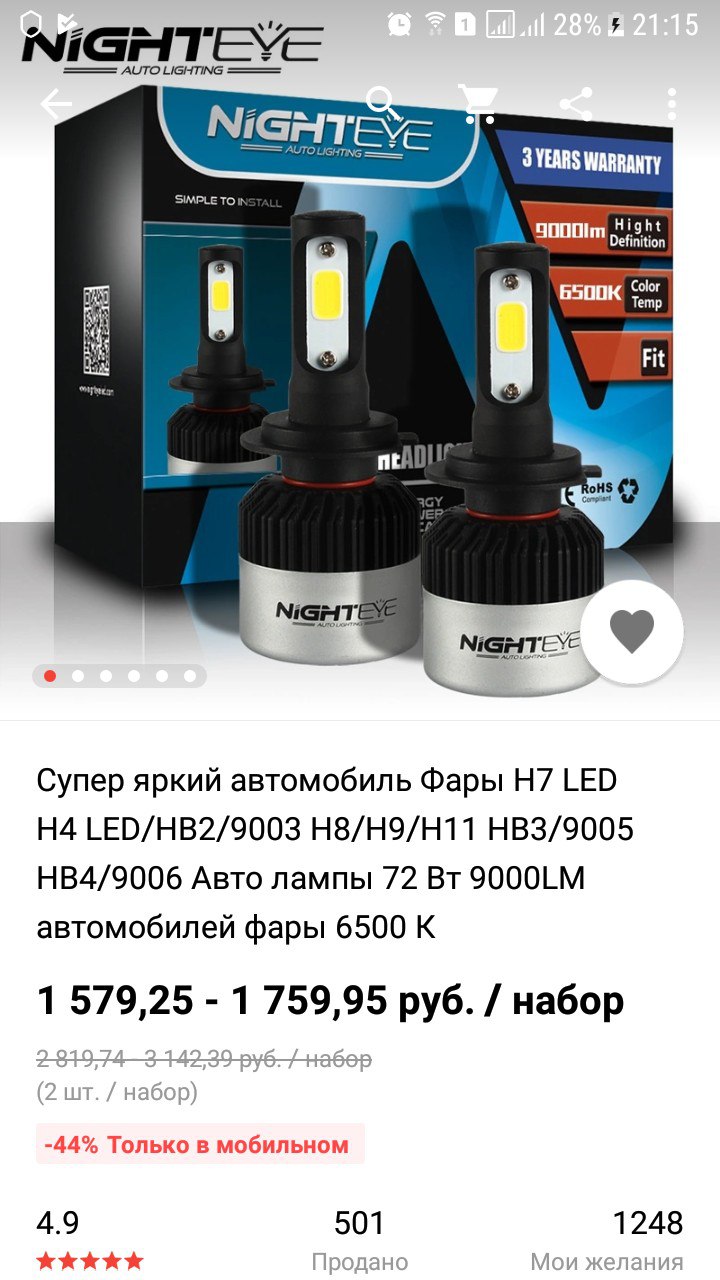 NIGHTEYE
AUTO LIGHTING
1
28%
21:15
NIGHTEYE
AUTO LIGHTING
SIMPLE TO INSTALL
3 YEARS WARRANTY
9000lm Hight Definition
6500K Color Temp
Fit
RoHS
Compliant
NIGHTEYE
AUTO LIGHTING
NIGHTEYE
AUTO LIGHTING
Супер яркий автомобиль Фары H7 LED
H4 LED/HB2/9003 H8/H9/H11 HB3/9005
HB4/9006 Авто лампы 72 Вт 9000LM
автомобилей фары 6500 К
1 579,25 - 1 759,95 руб. / набор
2 819,74 - 3 142,39 руб. / набор
(2 шт. / набор)
-44% Только в мобильном
4.9 501 1248
Продано Мои желания